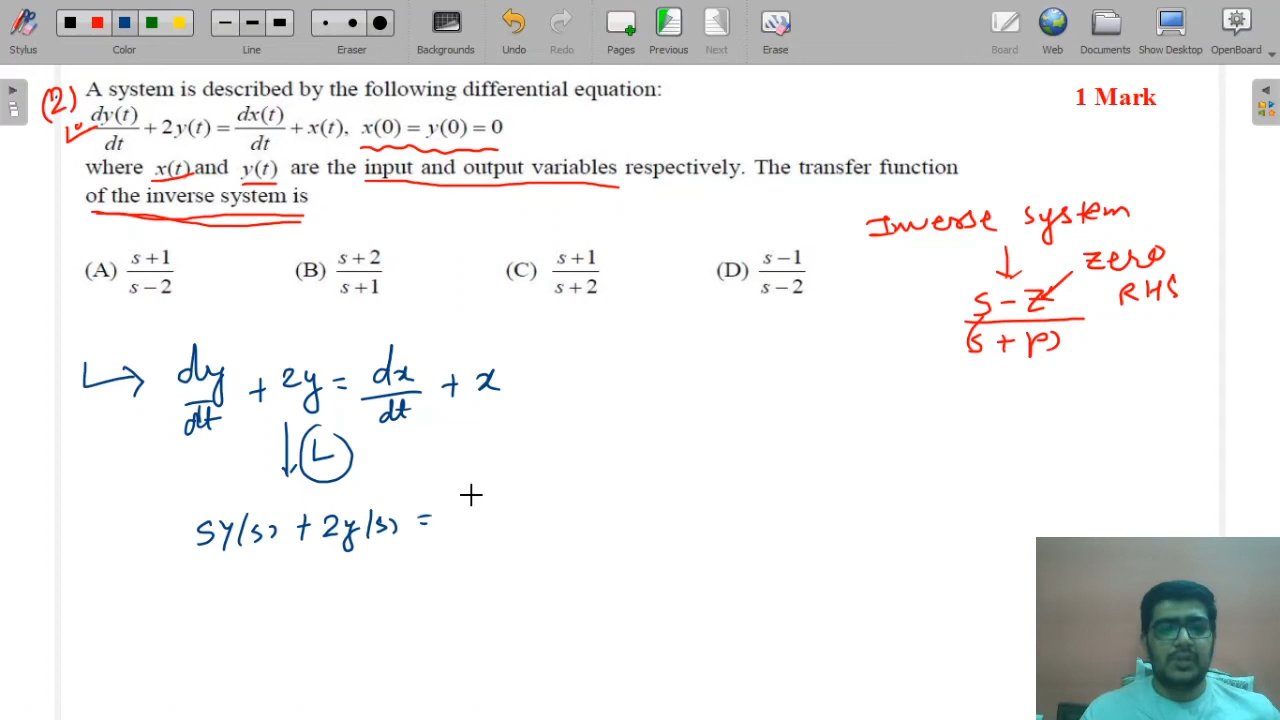 Stylus Color Line Eraser Backgrounds Undo Redo Pages Previous Next Erase Board Web Documents Show Desktop OpenBoard
(2) A system is described by the following differential equation: 1 Mark
dy(t)/dt + 2y(t) = dx(t)/dt + x(t), x(0) = y(0) = 0
where x(t) and y(t) are the input and output variables respectively. The transfer function
of the inverse system is
(A) s+1/s−2 (B) s+2/s+1 (C) s+1/s+2 (D) s−1/s−2
Inverse system
zero
RHS
s − z/(s + p)
dy/dt + 2y = dx/dt + x
L
sy(s) + 2y(s) =